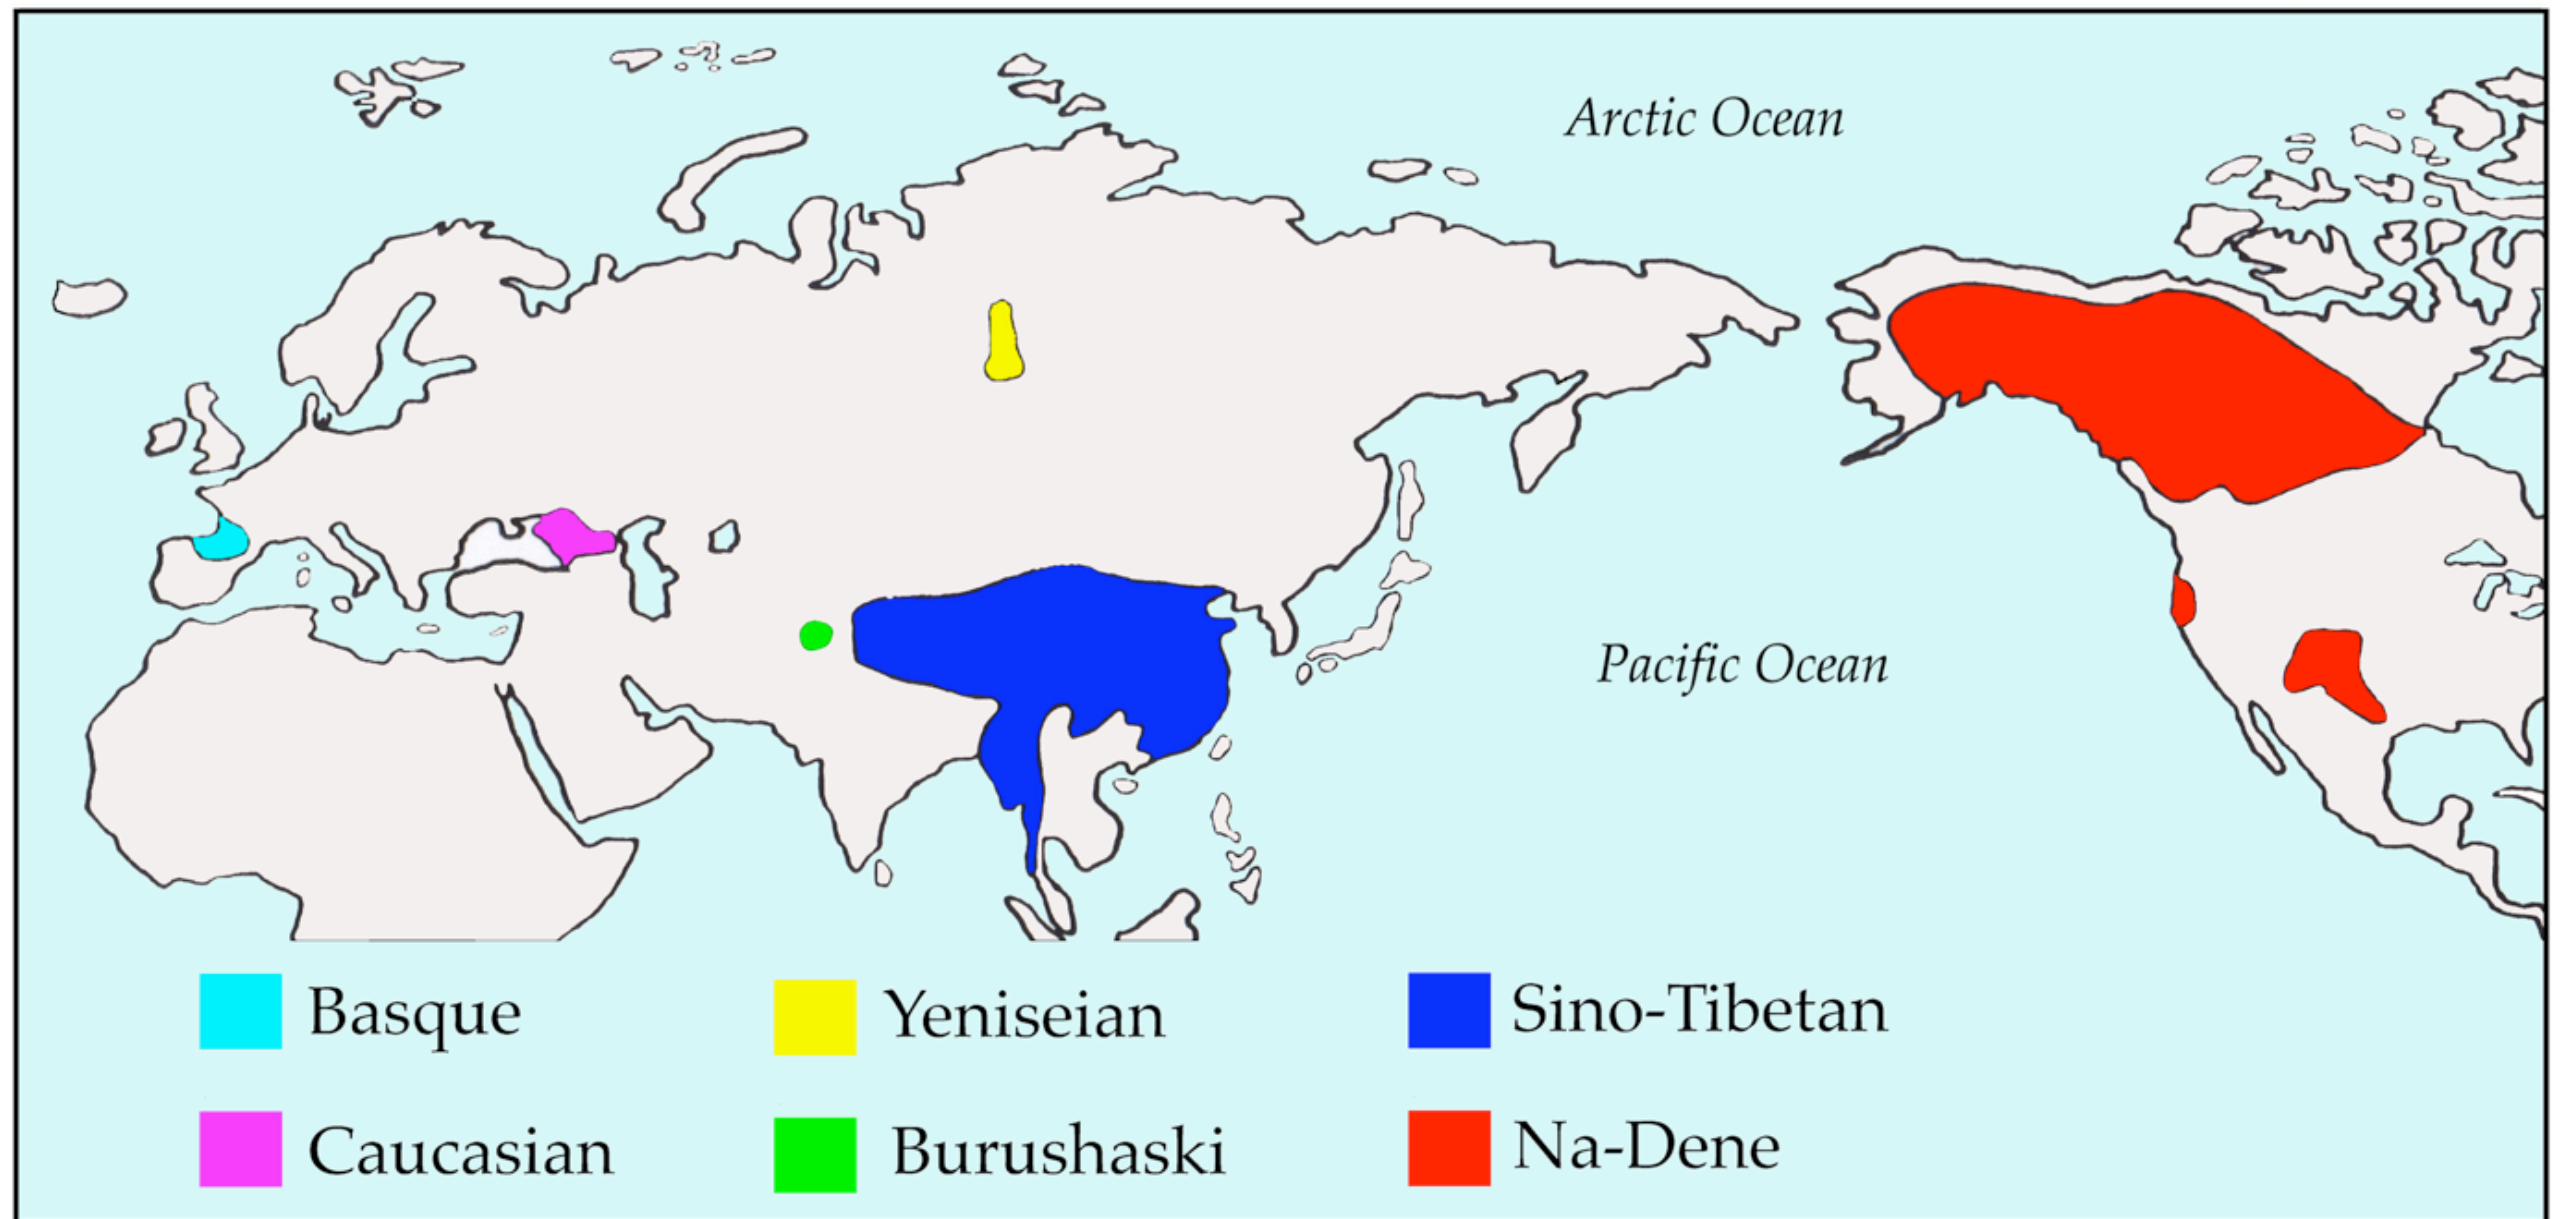 Arctic Ocean
Pacific Ocean
Basque
Yeniseian
Sino-Tibetan
Caucasian
Burushaski
Na-Dene